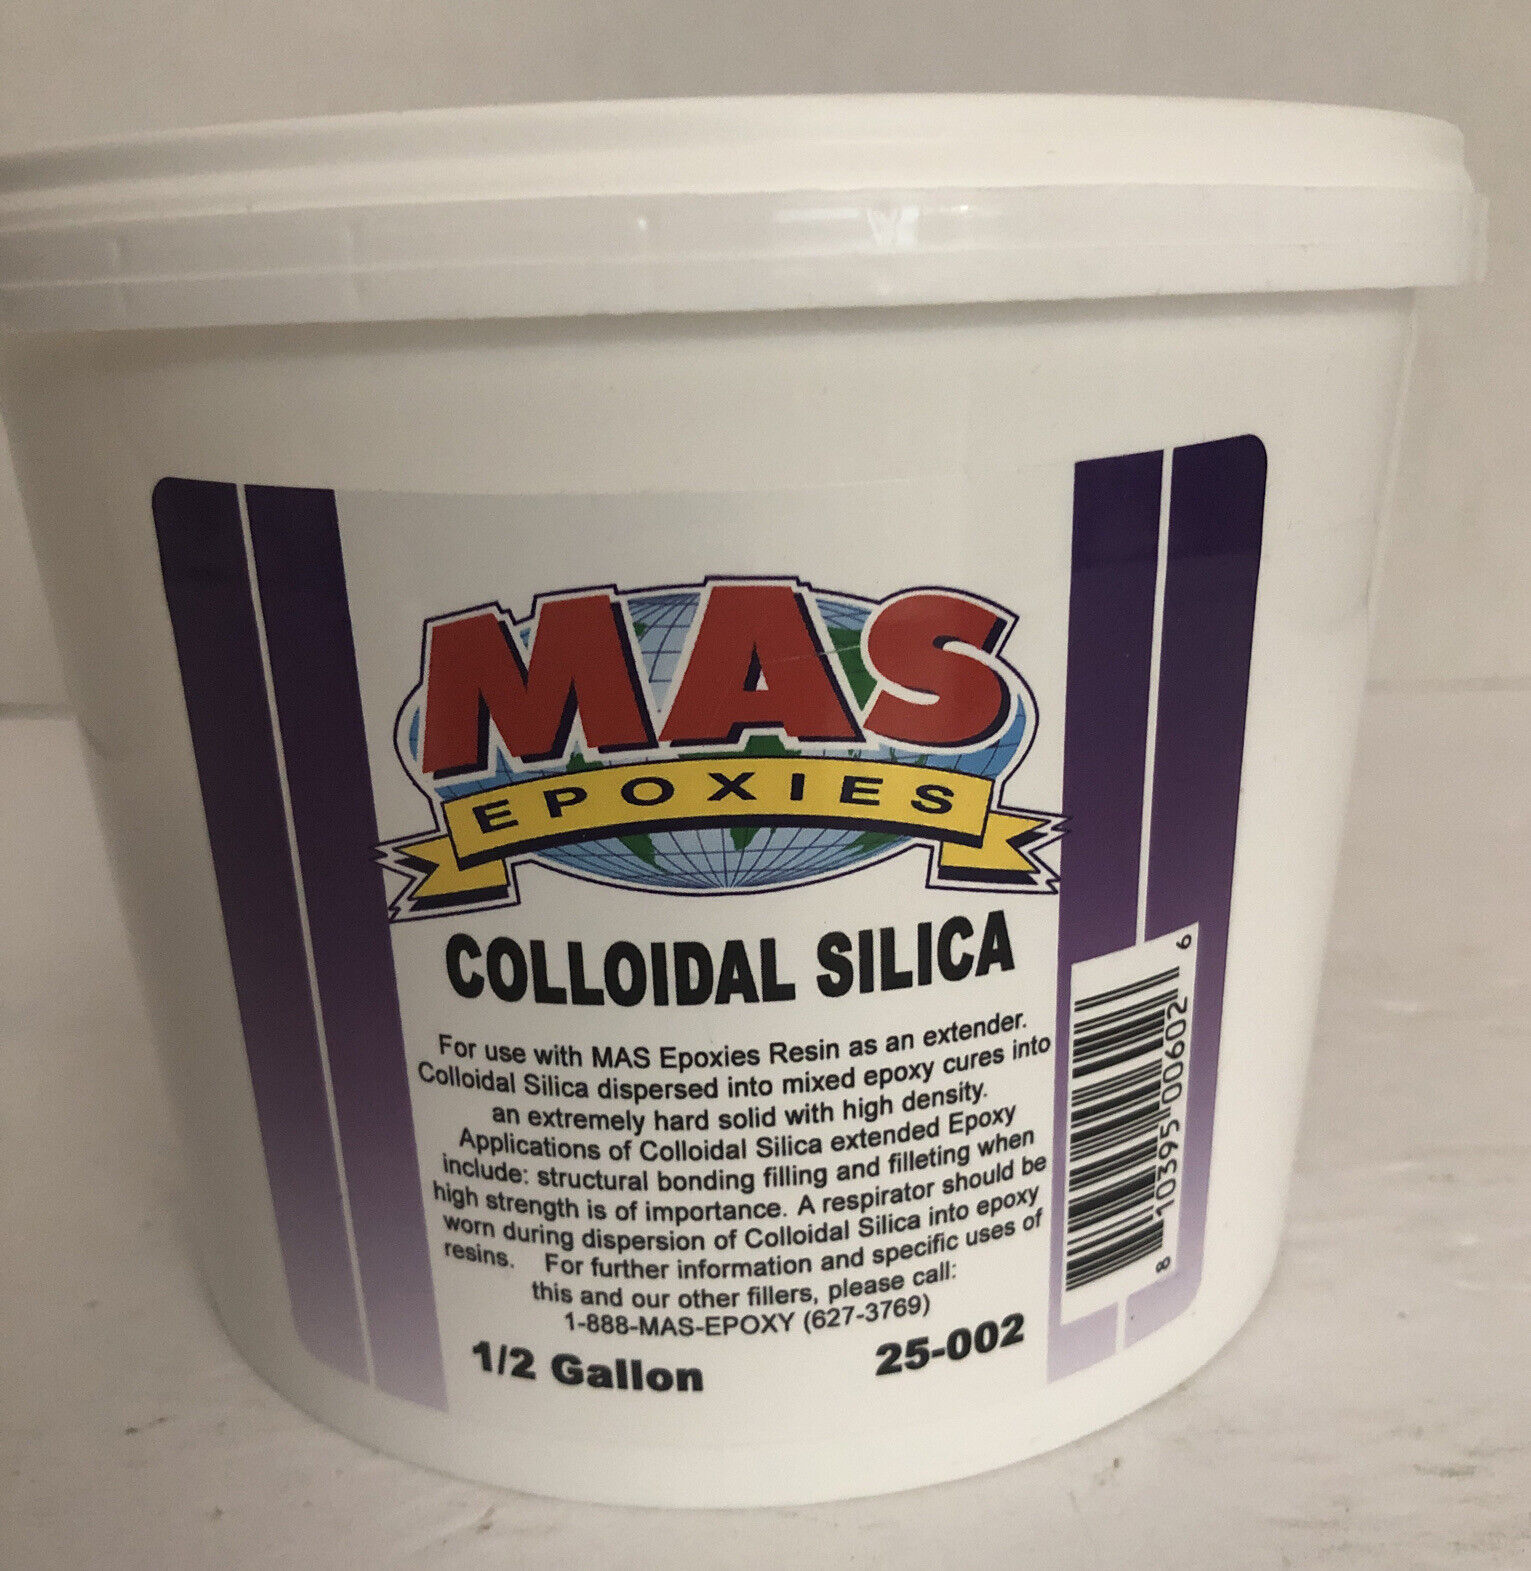 MAS
EPOXIES
COLLOIDAL SILICA
For use with MAS Epoxies Resin as an extender.
Colloidal Silica dispersed into mixed epoxy cures into
an extremely hard solid with high density.
Applications of Colloidal Silica extended Epoxy
include: structural bonding filling and filleting when
high strength is of importance. A respirator should be
worn during dispersion of Colloidal Silica into epoxy
resins. For further information and specific uses of
this and our other fillers, please call:
1-888-MAS-EPOXY (627-3769)
1/2 Gallon 25-002
8 10395 00602 6